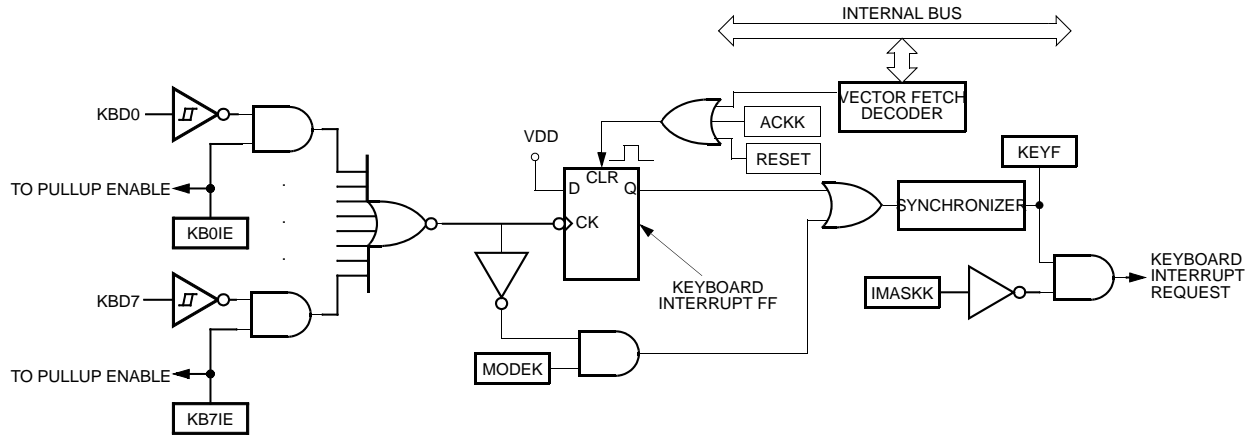 INTERNAL BUS
VECTOR FETCH
DECODER
KBD0
ACKK
VDD
RESET
KEYF
CLR
D
Q
TO PULLUP ENABLE
SYNCHRONIZER
KB0IE
CK
KEYBOARD
INTERRUPT
REQUEST
KEYBOARD
INTERRUPT FF
IMASKK
KBD7
MODEK
TO PULLUP ENABLE
KB7IE